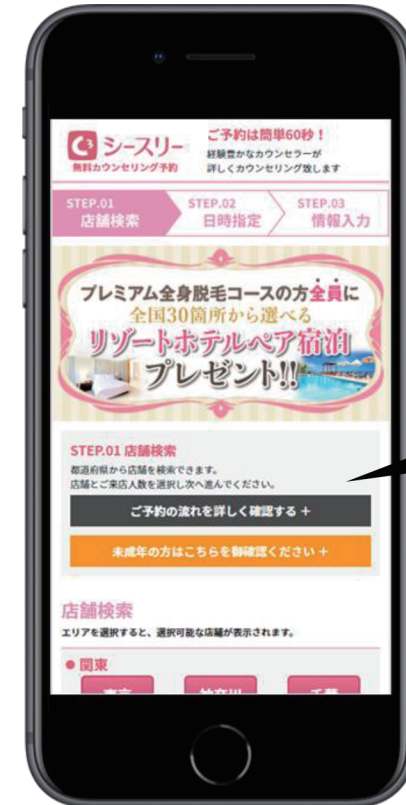 C3 シースリー
無料カウンセリング予約
ご予約は簡単60秒！
経験豊かなカウンセラーが
詳しくカウンセリング致します
STEP.01
店舗検索
STEP.02
日時指定
STEP.03
情報入力
プレミアム全身脱毛コースの方全員に
全国30箇所から選べる
リゾートホテルペア宿泊
プレゼント!!
STEP.01 店舗検索
都道府県から店舗を検索できます。
店舗とご来店人数を選択し次へ進んでください。
ご予約の流れを詳しく確認する +
未成年の方はこちらを御確認ください +
店舗検索
エリアを選択すると、選択可能な店舗が表示されます。
● 関東
東京 神奈川 千葉